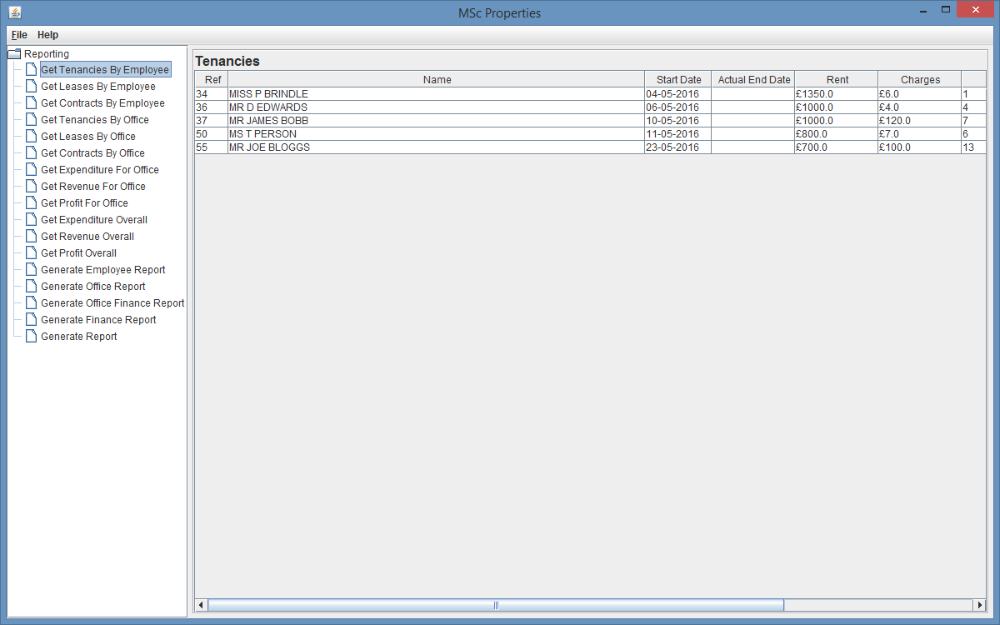 MSc Properties
File Help
Reporting
Get Tenancies By Employee
Get Leases By Employee
Get Contracts By Employee
Get Tenancies By Office
Get Leases By Office
Get Contracts By Office
Get Expenditure For Office
Get Revenue For Office
Get Profit For Office
Get Expenditure Overall
Get Revenue Overall
Get Profit Overall
Generate Employee Report
Generate Office Report
Generate Office Finance Report
Generate Finance Report
Generate Report
Tenancies
Ref Name Start Date Actual End Date Rent Charges
34 MISS P BRINDLE 04-05-2016 £1350.0 £6.0 1
36 MR D EDWARDS 06-05-2016 £1000.0 £4.0 4
37 MR JAMES BOBB 10-05-2016 £1000.0 £120.0 7
50 MS T PERSON 11-05-2016 £800.0 £7.0 6
55 MR JOE BLOGGS 23-05-2016 £700.0 £100.0 13